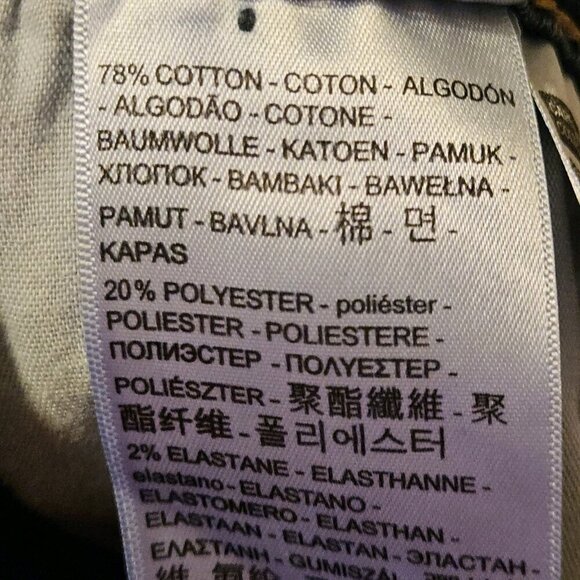 78% COTTON - COTON - ALGODÓN
- ALGODÃO - COTONE -
BAUMWOLLE - KATOEN - PAMUK -
ХЛОПОК - BAMBAKI - BAWEŁNA -
PAMUT - BAVLNA - 棉 - 면 -
KAPAS
20% POLYESTER - poliéster -
POLIESTER - POLIESTERE -
ПОЛИЭСТЕР - ΠΟΛΥΕΣΤΕΡ -
POLIÉSZTER - 聚酯纖維 - 聚
酯纤维 - 폴리에스터
2% ELASTANE - ELASTHANNE -
elastano - ELASTANO -
ELASTOMERO - ELASTHAN -
ELASTAAN - ELASTAN - ЭЛАСТАН -
ΕΛΑΣΤΑΝΗ - GUMISZÁL